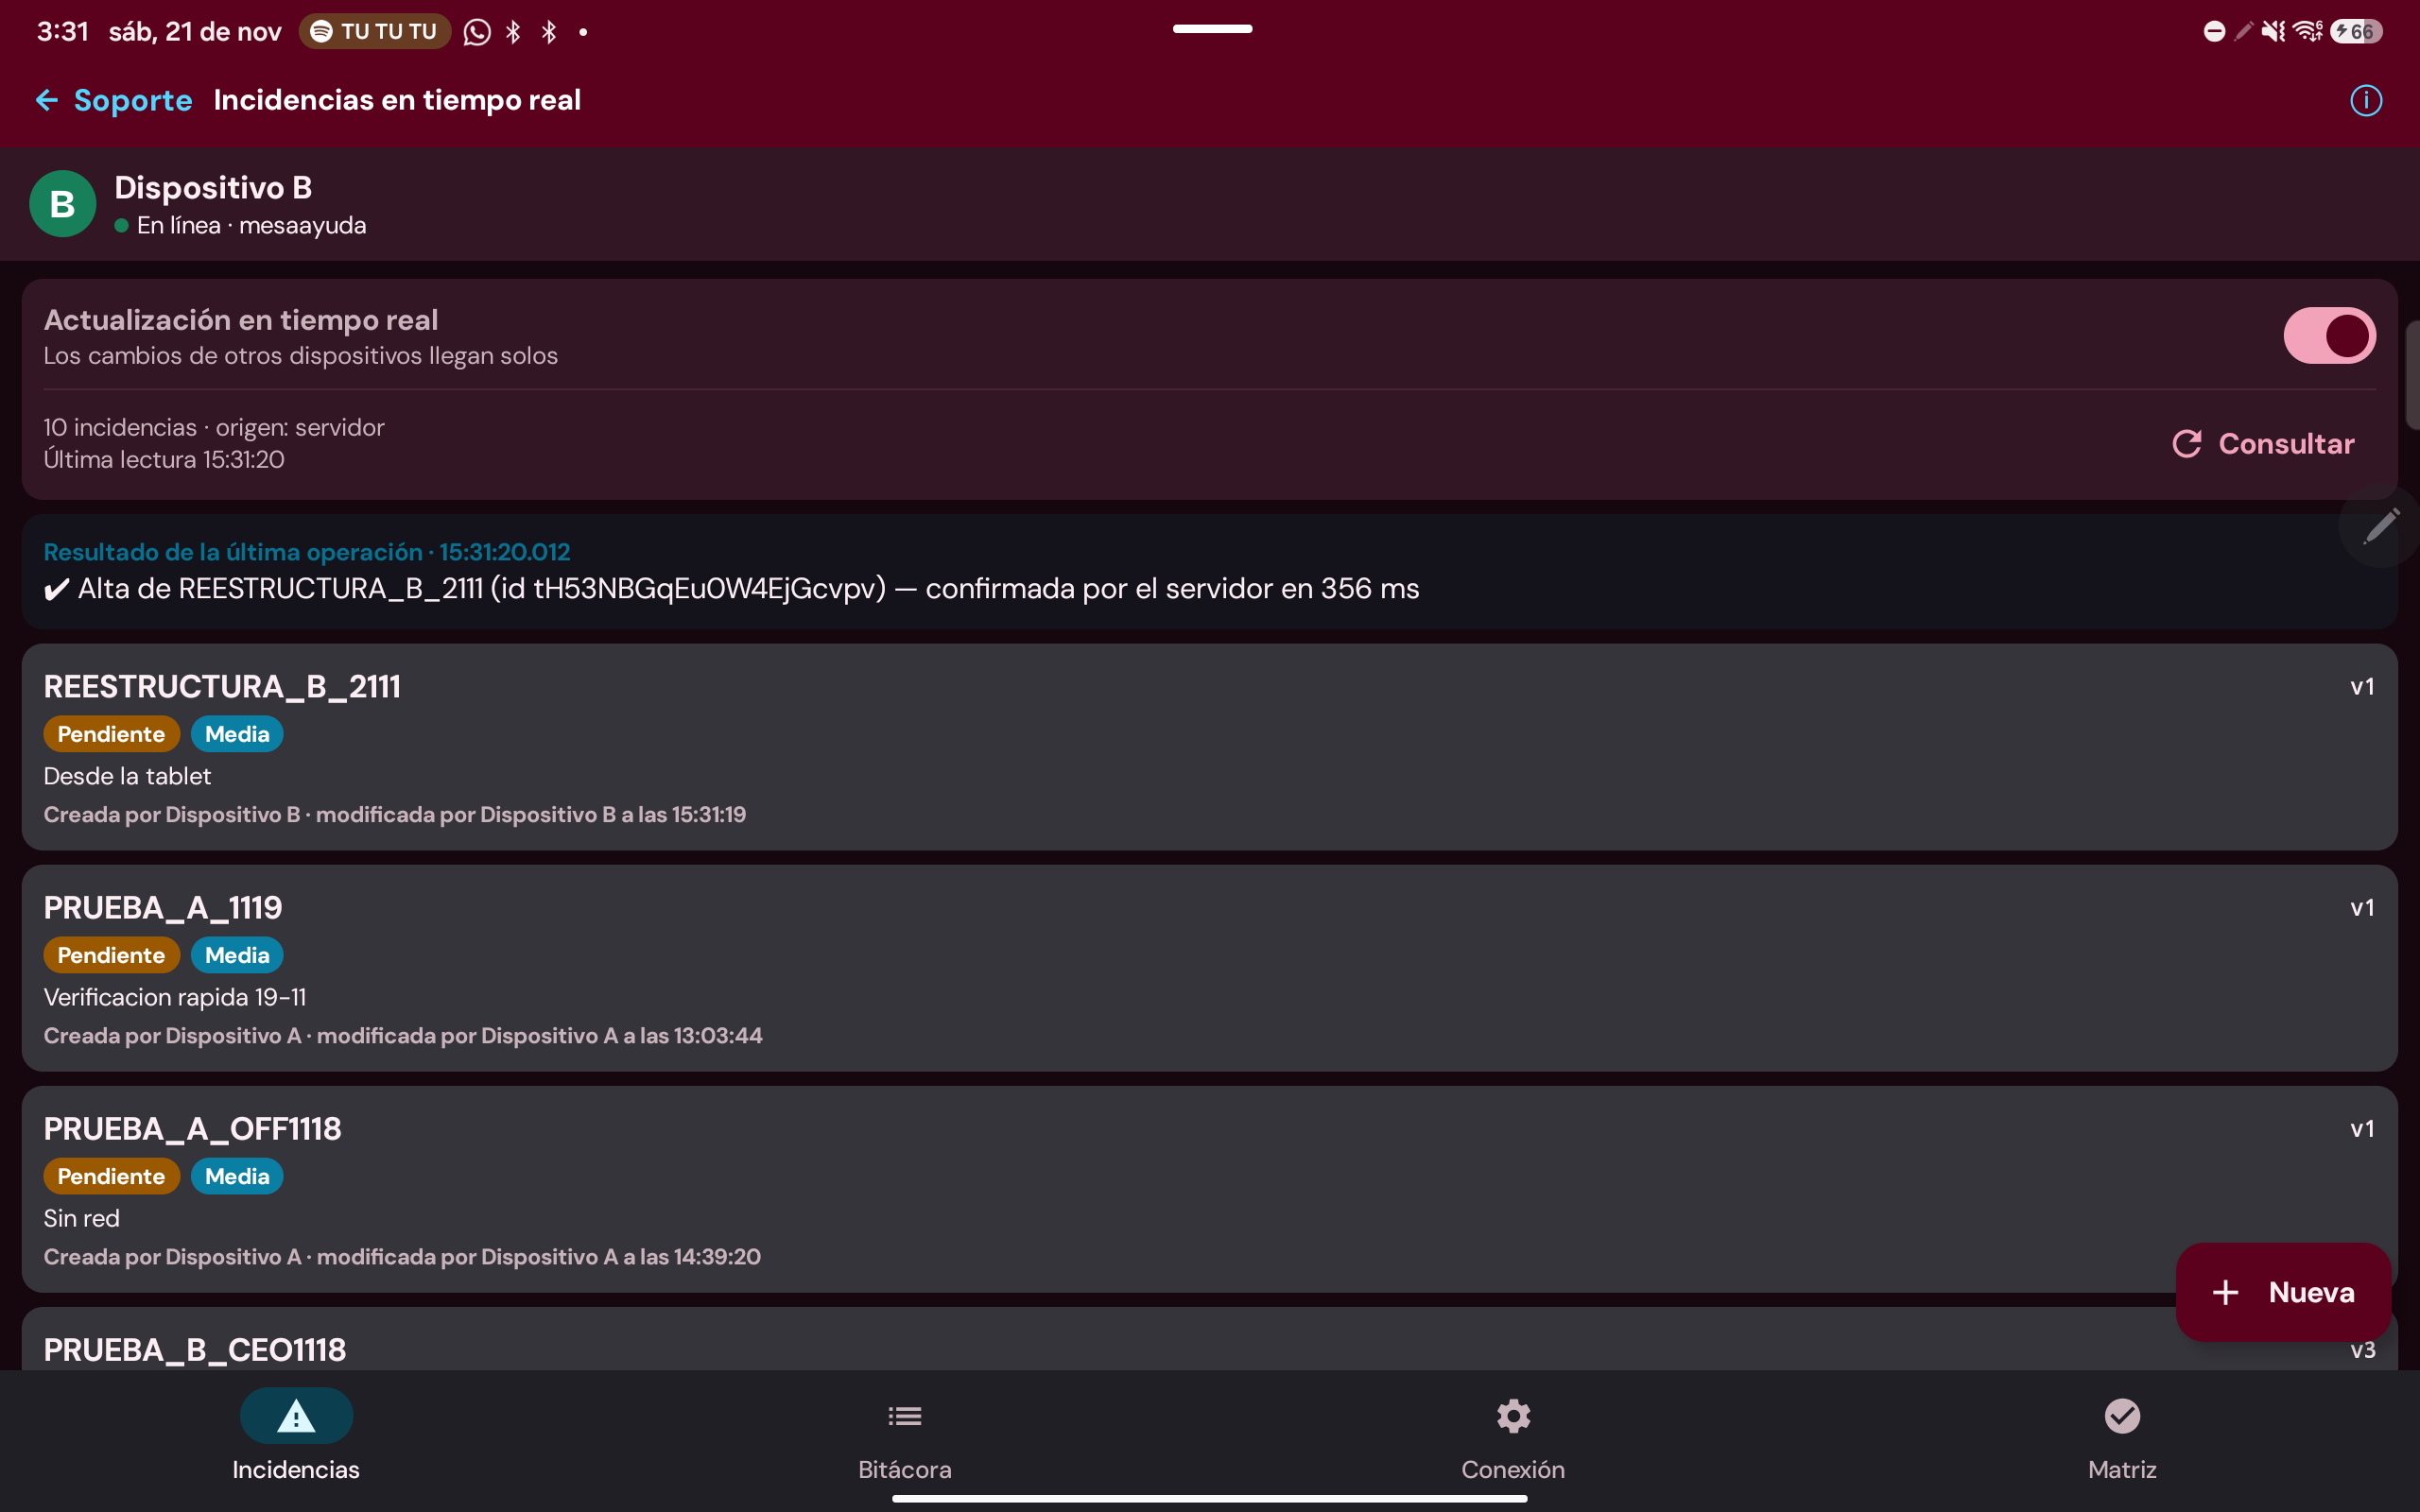 3:31 sáb, 21 de nov TU TU TU 6 66
Soporte Incidencias en tiempo real
B
Dispositivo B
En línea · mesaayuda
Actualización en tiempo real
Los cambios de otros dispositivos llegan solos
10 incidencias · origen: servidor
Última lectura 15:31:20
Consultar
Resultado de la última operación · 15:31:20.012
✔ Alta de REESTRUCTURA_B_2111 (id tH53NBGqEu0W4EjGcvpv) — confirmada por el servidor en 356 ms
REESTRUCTURA_B_2111 v1
Pendiente Media
Desde la tablet
Creada por Dispositivo B · modificada por Dispositivo B a las 15:31:19
PRUEBA_A_1119 v1
Pendiente Media
Verificacion rapida 19-11
Creada por Dispositivo A · modificada por Dispositivo A a las 13:03:44
PRUEBA_A_OFF1118 v1
Pendiente Media
Sin red
Creada por Dispositivo A · modificada por Dispositivo A a las 14:39:20
Nueva
PRUEBA_B_CEO1118 v3
Incidencias Bitácora Conexión Matriz